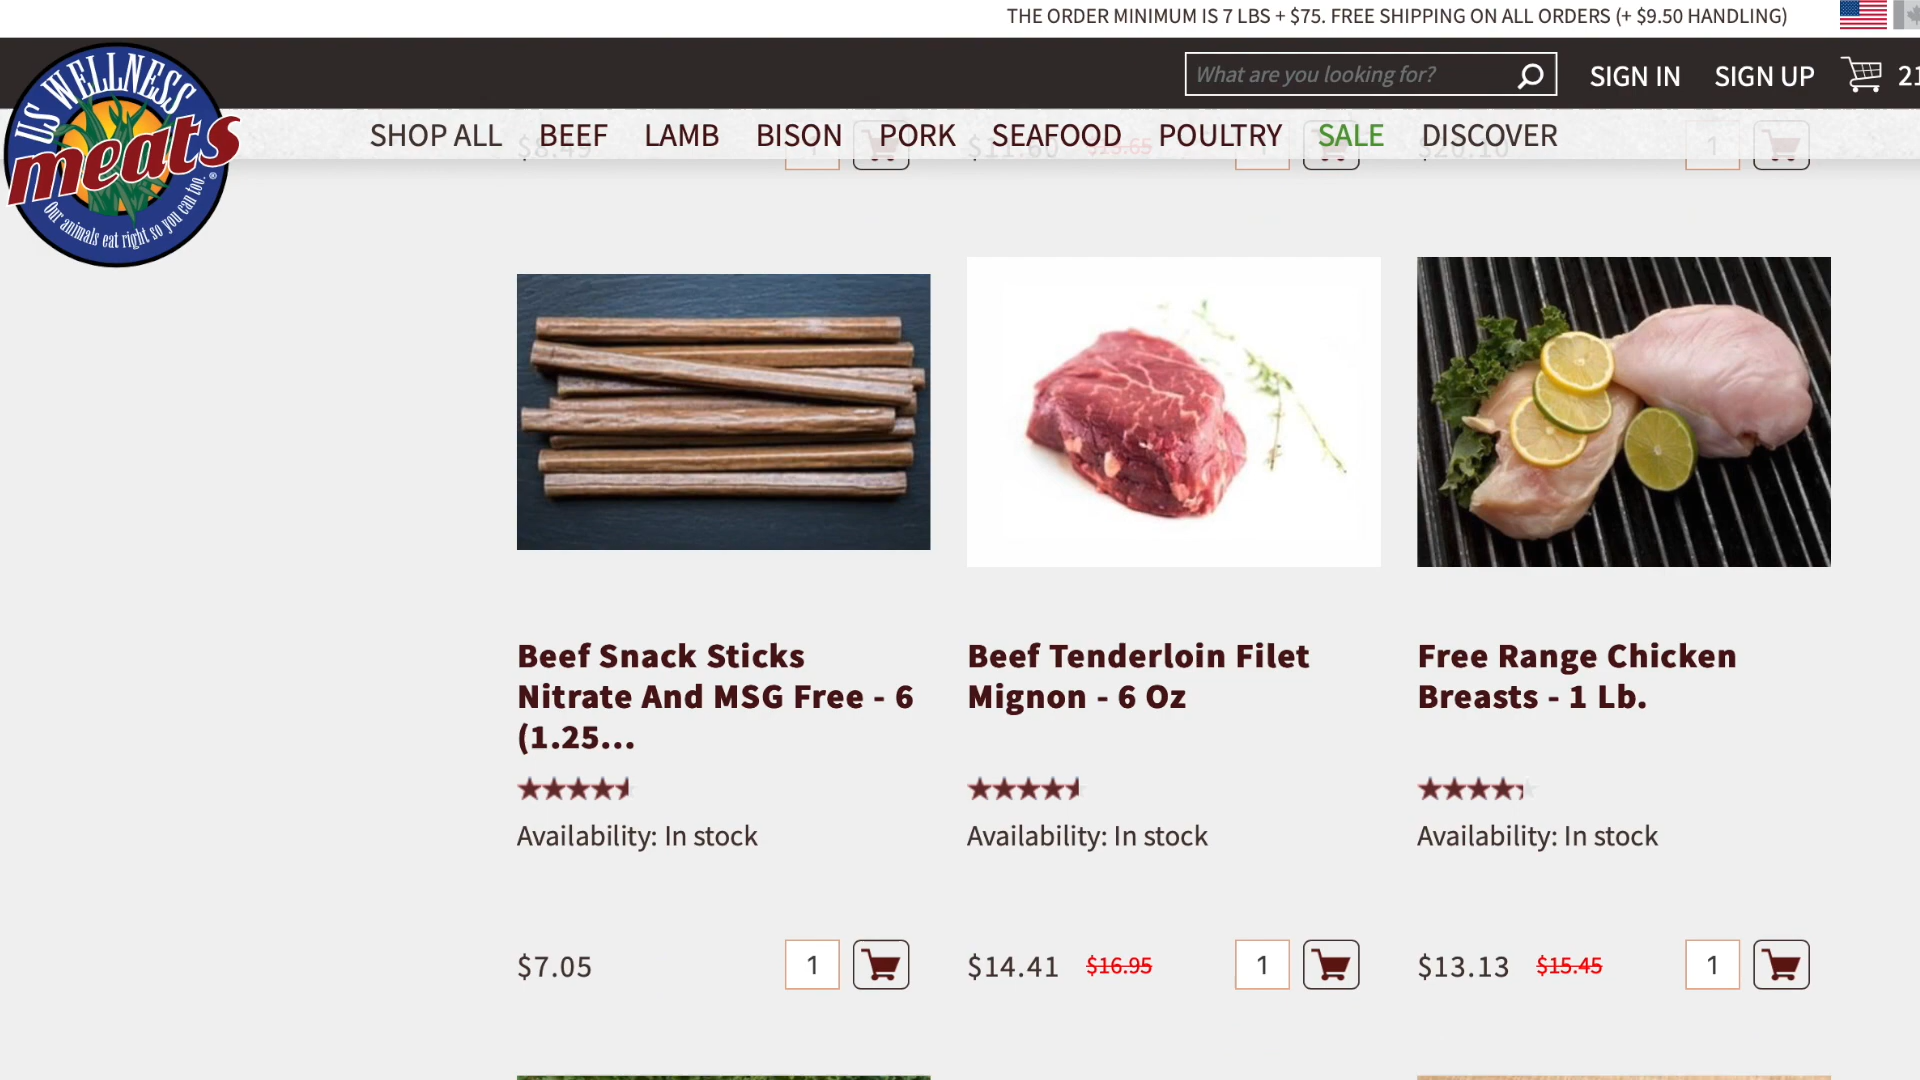 THE ORDER MINIMUM IS 7 LBS + $75. FREE SHIPPING ON ALL ORDERS (+ $9.50 HANDLING)
US WELLNESS
meats
Our animals eat right so you can too.®
What are you looking for?
SIGN IN
SIGN UP
21
SHOP ALL
BEEF
LAMB
BISON
PORK
SEAFOOD
POULTRY
SALE
DISCOVER
Beef Snack Sticks
Nitrate And MSG Free - 6
(1.25...
Availability: In stock
$7.05
1
Beef Tenderloin Filet
Mignon - 6 Oz
Availability: In stock
$14.41 $16.95
1
Free Range Chicken
Breasts - 1 Lb.
Availability: In stock
$13.13 $15.45
1